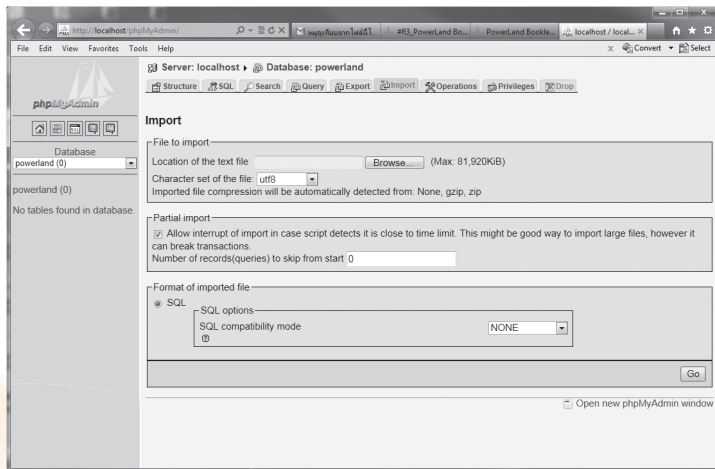 http://localhost/phpMyAdmin/
#R3_PowerLand Bo...
PowerLand Bookle...
localhost / local... ×
File Edit View Favorites Tools Help
x Convert Select
phpMyAdmin
Database
powerland (0)
powerland (0)
No tables found in database.
Server: localhost ▸ Database: powerland
Structure SQL Search Query Export Import Operations Privileges Drop
Import
File to import
Location of the text file Browse... (Max: 81,920KiB)
Character set of the file: utf8
Imported file compression will be automatically detected from: None, gzip, zip
Partial import
Allow interrupt of import in case script detects it is close to time limit. This might be good way to import large files, however it
can break transactions.
Number of records(queries) to skip from start 0
Format of imported file
SQL
SQL options
SQL compatibility mode NONE
Go
Open new phpMyAdmin window